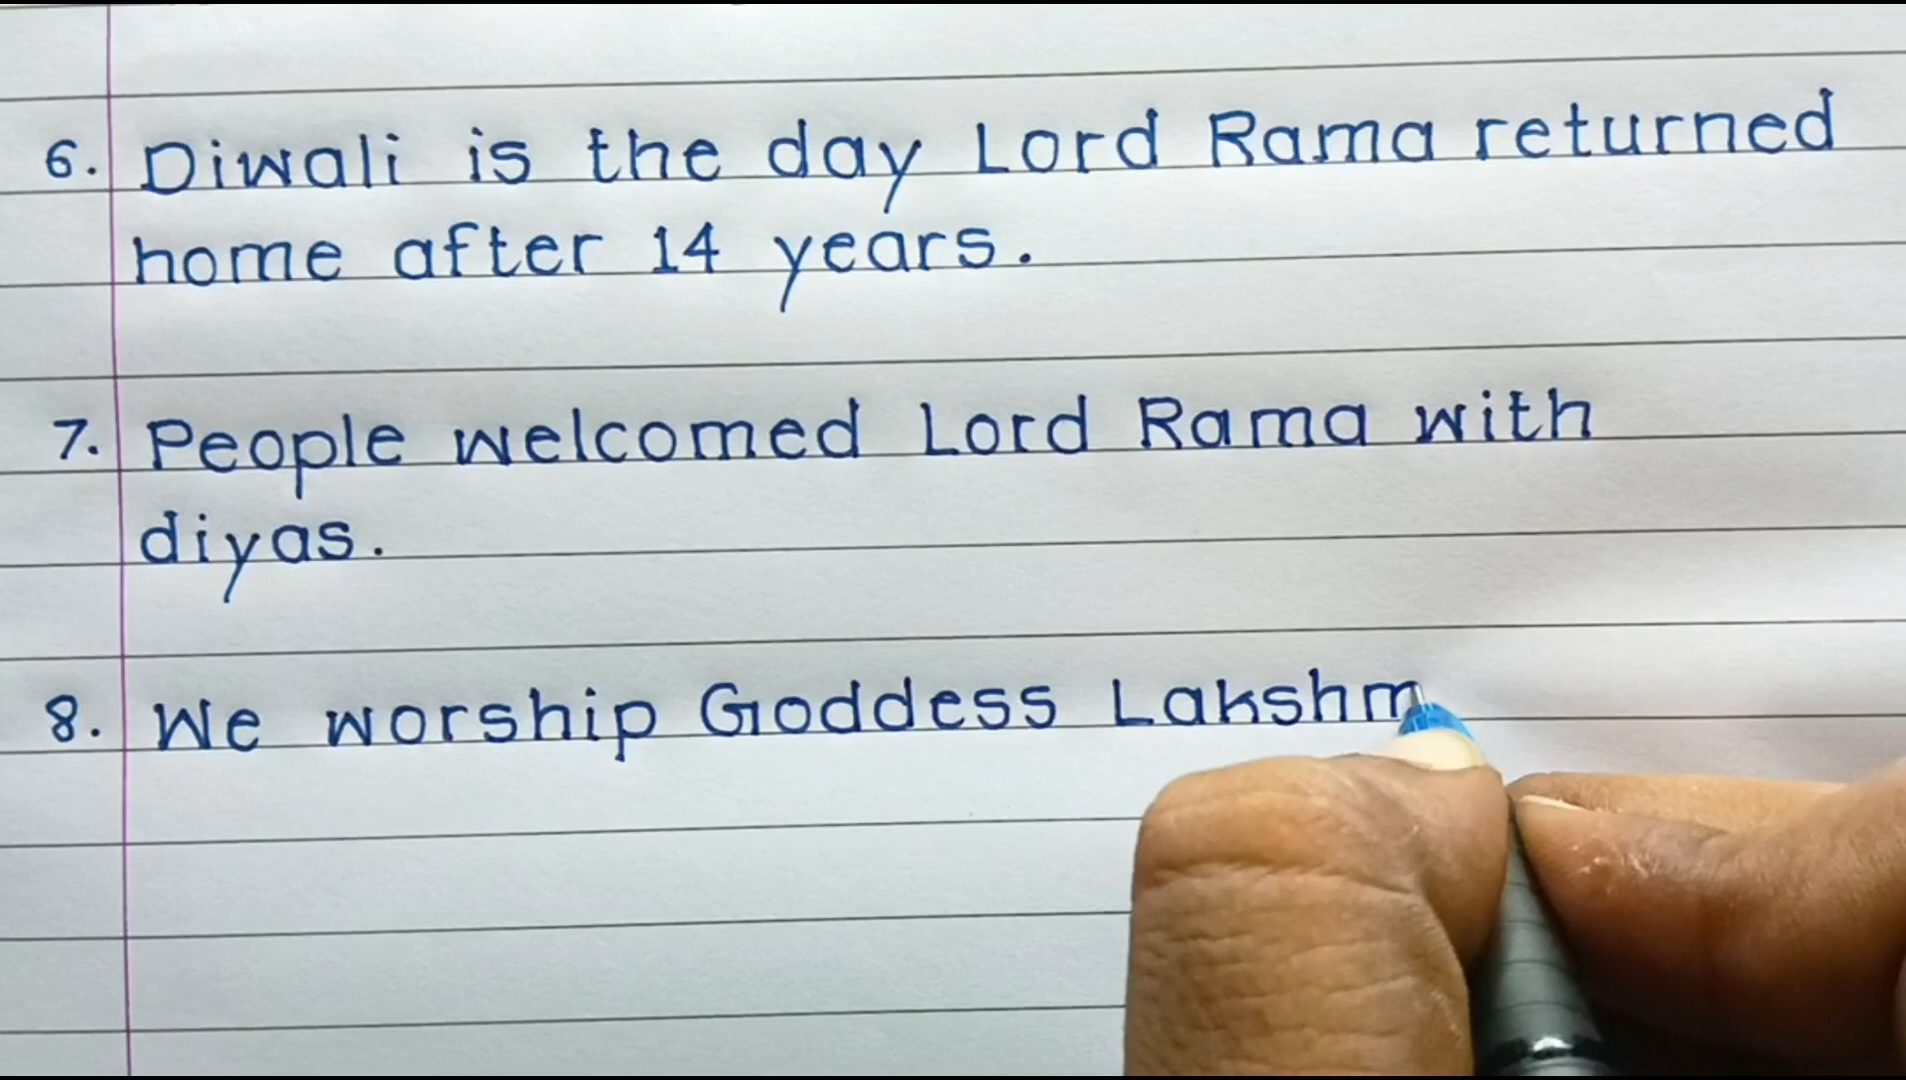 6. Diwali is the day Lord Rama returned
home after 14 years.
7. People welcomed Lord Rama with
diyas.
8. We worship Goddess Lakshm